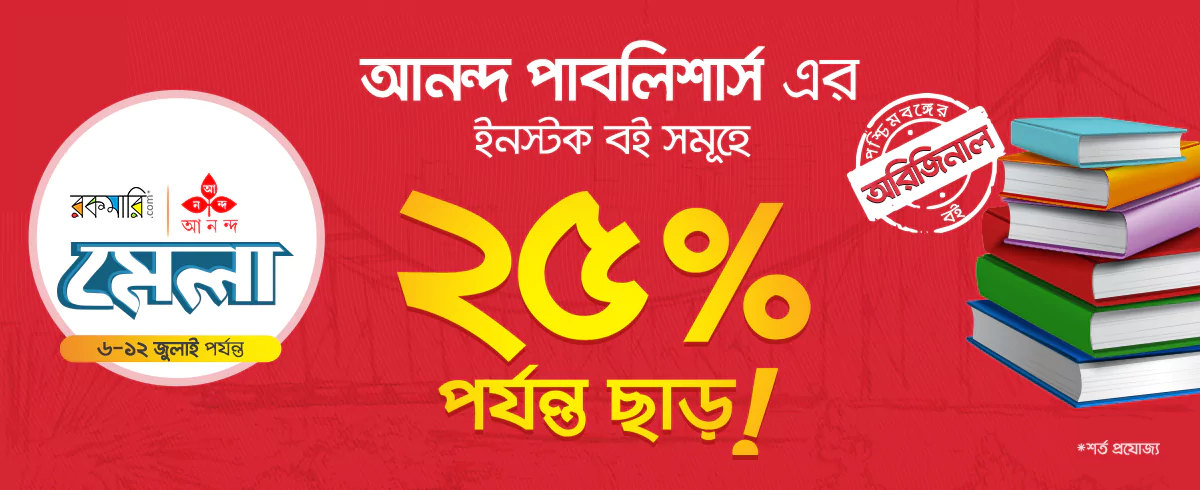 আনন্দ পাবলিশার্স এর
ইনস্টক বই সমূহে
২৫%
পর্যন্ত ছাড়!
রকমারি.com
আ
ন ন্দ
আনন্দ
মেলা
৬-১২ জুলাই পর্যন্ত
পশ্চিমবঙ্গের
অরিজিনাল
বই
*শর্ত প্রযোজ্য